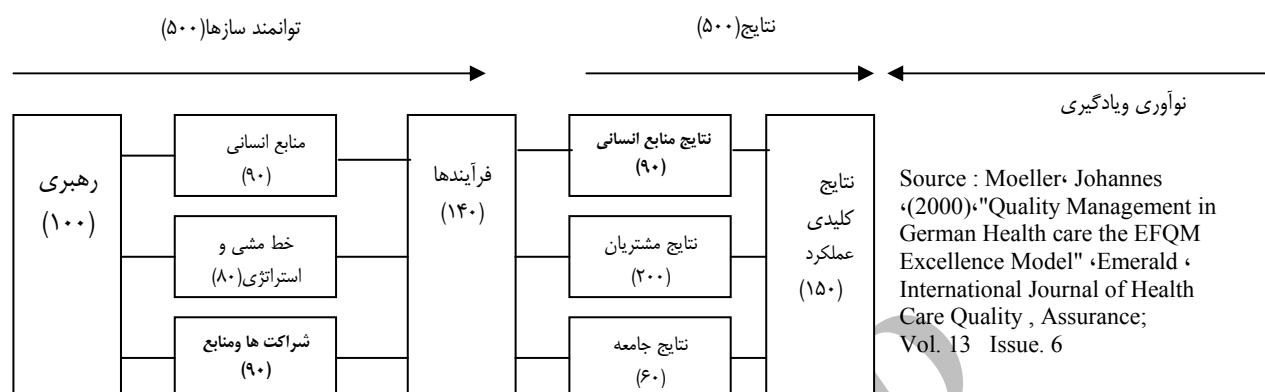 توانمند سازها(۵۰۰)
نتایج(۵۰۰)
نوآوری ویادگیری
رهبری
(۱۰۰)
منابع انسانی
(۹۰)
خط مشی و
استراتژی(۸۰)
شراکت ها ومنابع
(۹۰)
فرآیندها
(۱۴۰)
نتایج منابع انسانی
(۹۰)
نتایج مشتریان
(۲۰۰)
نتایج جامعه
(۶۰)
نتایج
کلیدی
عملکرد
(۱۵۰)
Source : Moeller، Johannes
،(2000)،"Quality Management in
German Health care the EFQM
Excellence Model" ،Emerald ،
International Journal of Health
Care Quality , Assurance;
Vol. 13 Issue. 6